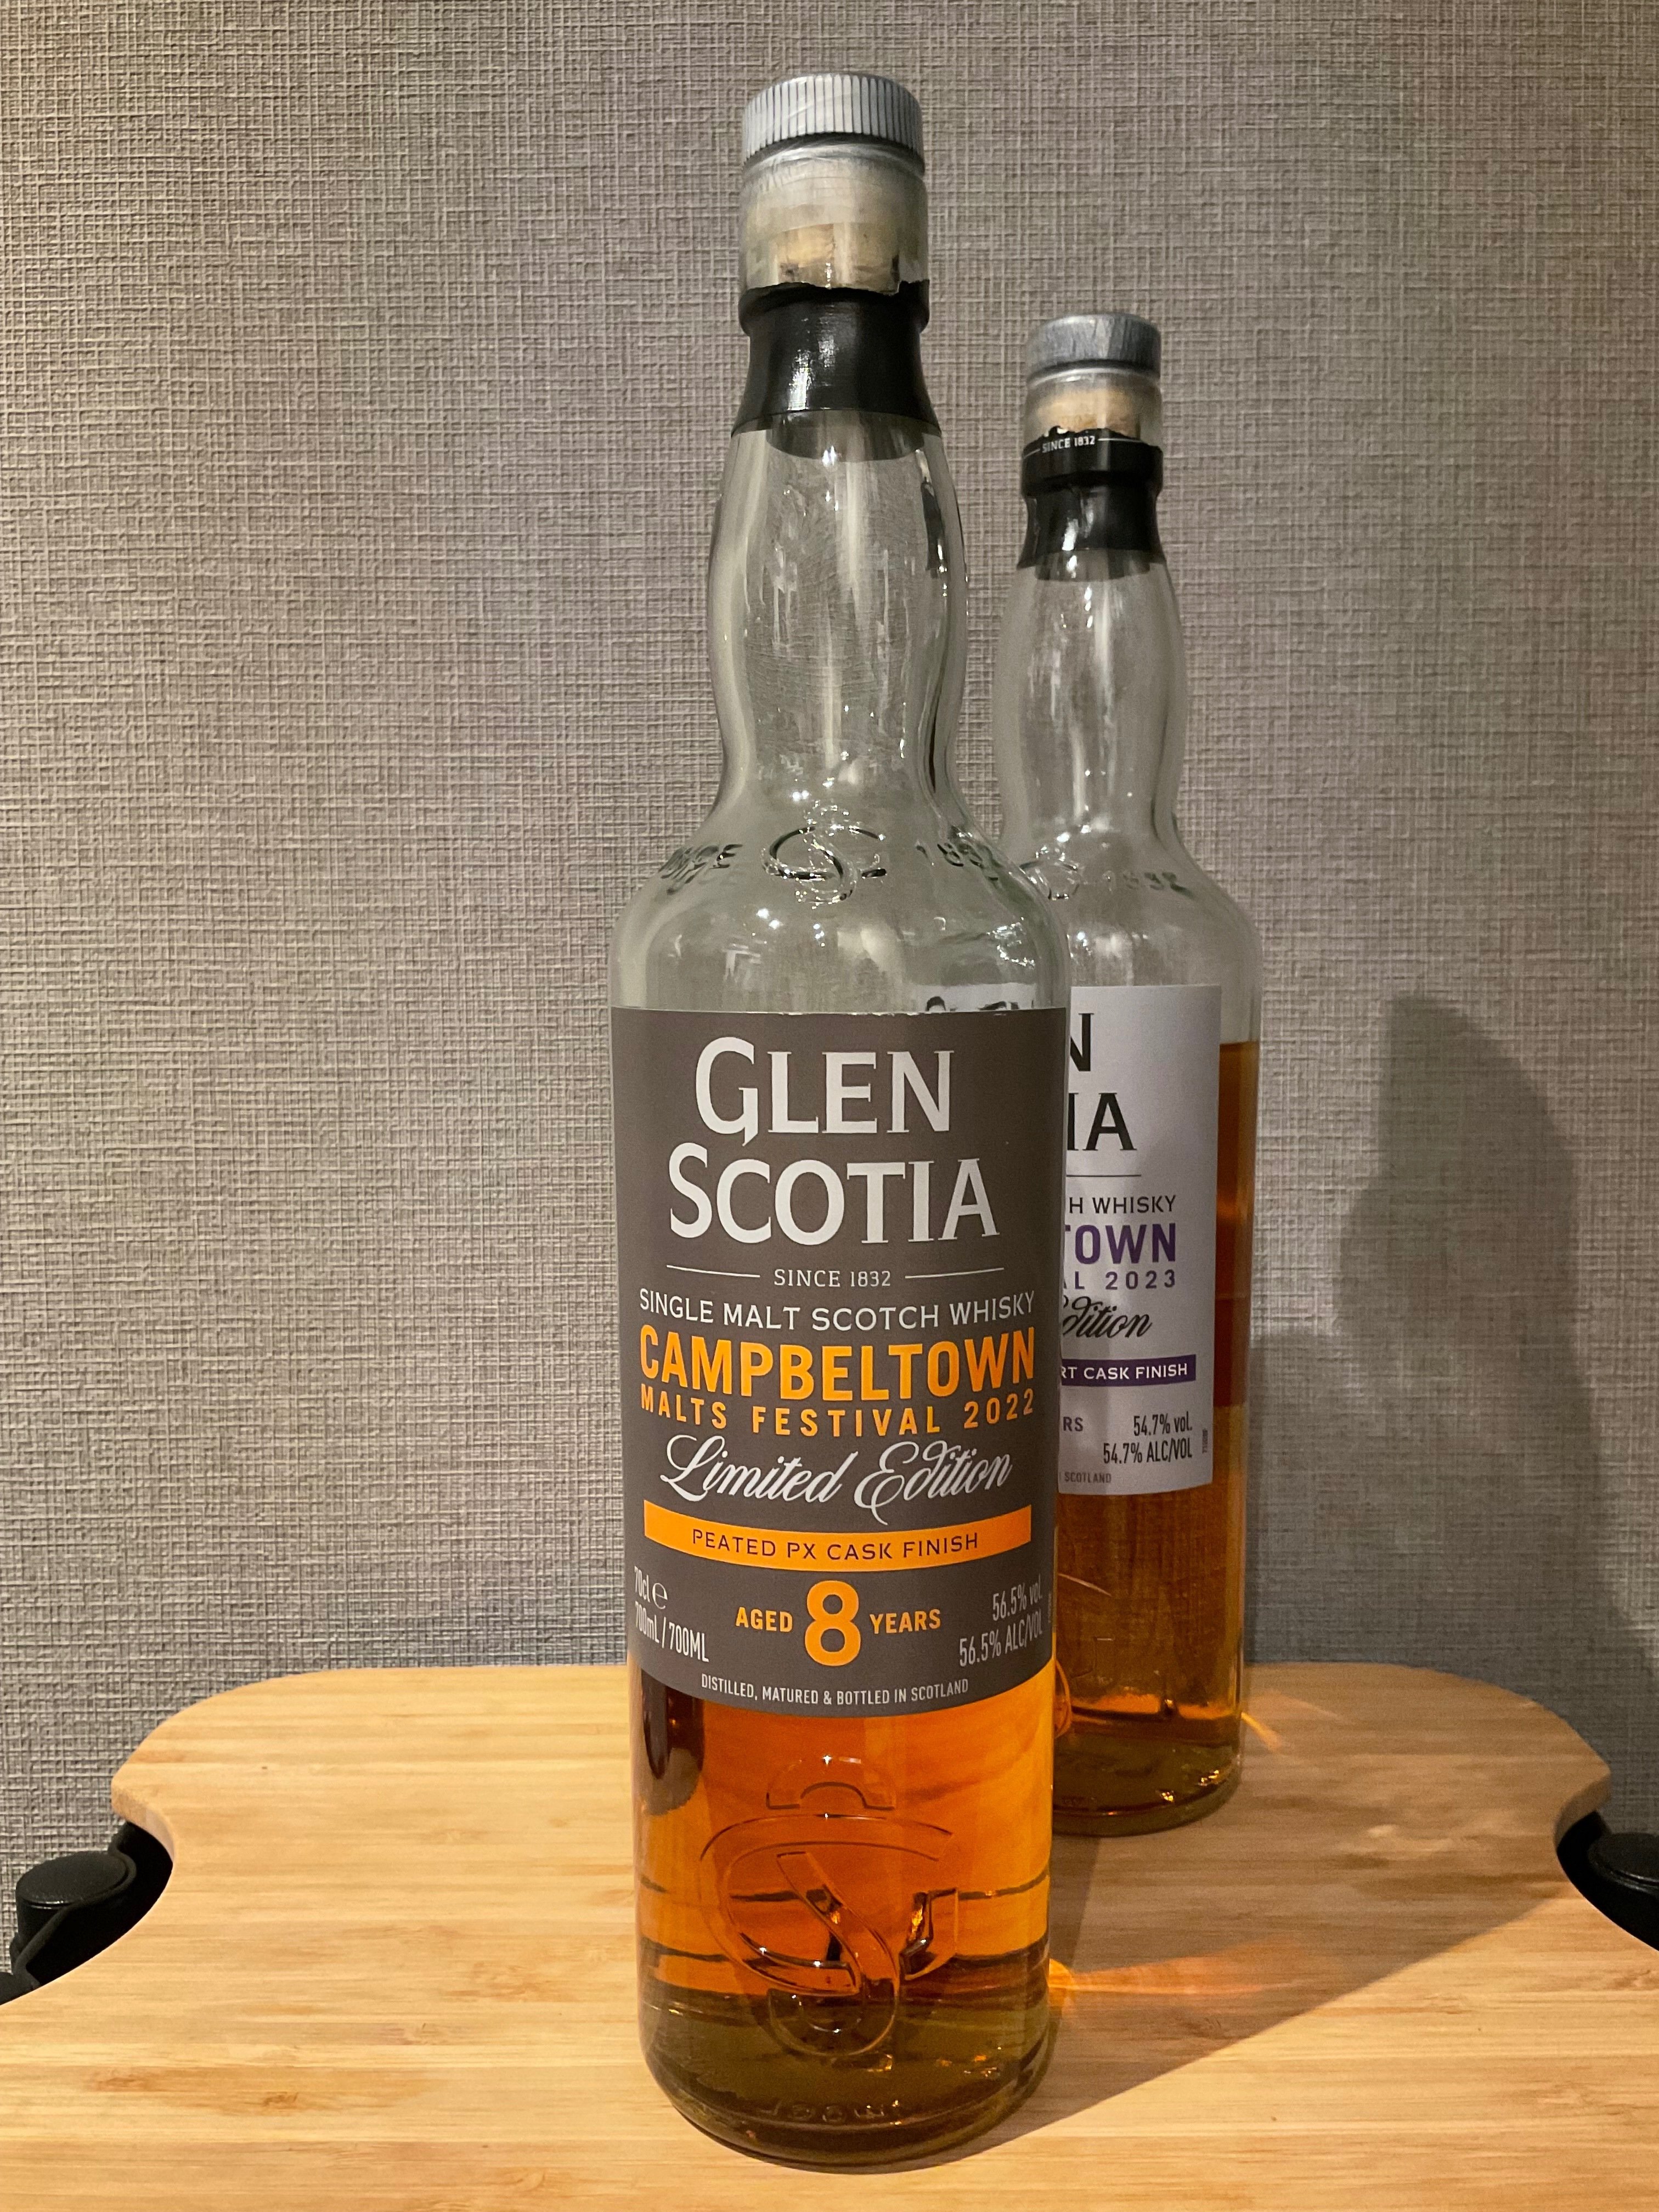 GLEN
SCOTIA
SINCE 1832
SINGLE MALT SCOTCH WHISKY
CAMPBELTOWN
MALTS FESTIVAL 2022
Limited Edition
PEATED PX CASK FINISH
70cl e
700mL / 700ML
AGED 8 YEARS
56.5% vol.
56.5% ALC/VOL
DISTILLED, MATURED & BOTTLED IN SCOTLAND
SINCE 1832
1832
N
IA
H WHISKY
TOWN
AL 2023
Edition
RT CASK FINISH
RS
54.7% vol.
54.7% ALC/VOL
SCOTLAND